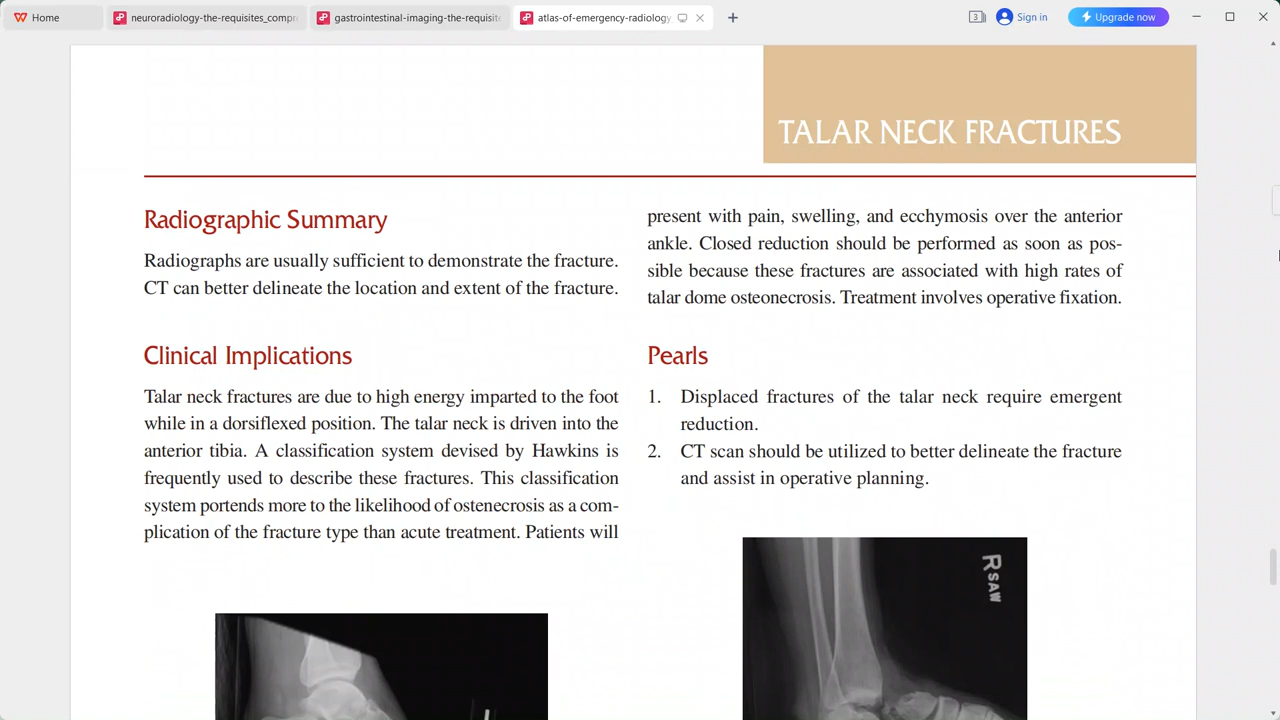 Home
neuroradiology-the-requisites_compr
gastrointestinal-imaging-the-requisite
atlas-of-emergency-radiology
3
Sign in
Upgrade now
TALAR NECK FRACTURES
Radiographic Summary
Radiographs are usually sufficient to demonstrate the fracture.
CT can better delineate the location and extent of the fracture.
Clinical Implications
Talar neck fractures are due to high energy imparted to the foot
while in a dorsiflexed position. The talar neck is driven into the
anterior tibia. A classification system devised by Hawkins is
frequently used to describe these fractures. This classification
system portends more to the likelihood of ostenecrosis as a com-
plication of the fracture type than acute treatment. Patients will
present with pain, swelling, and ecchymosis over the anterior
ankle. Closed reduction should be performed as soon as pos-
sible because these fractures are associated with high rates of
talar dome osteonecrosis. Treatment involves operative fixation.
Pearls
1. Displaced fractures of the talar neck require emergent
reduction.
2. CT scan should be utilized to better delineate the fracture
and assist in operative planning.
R
SAW